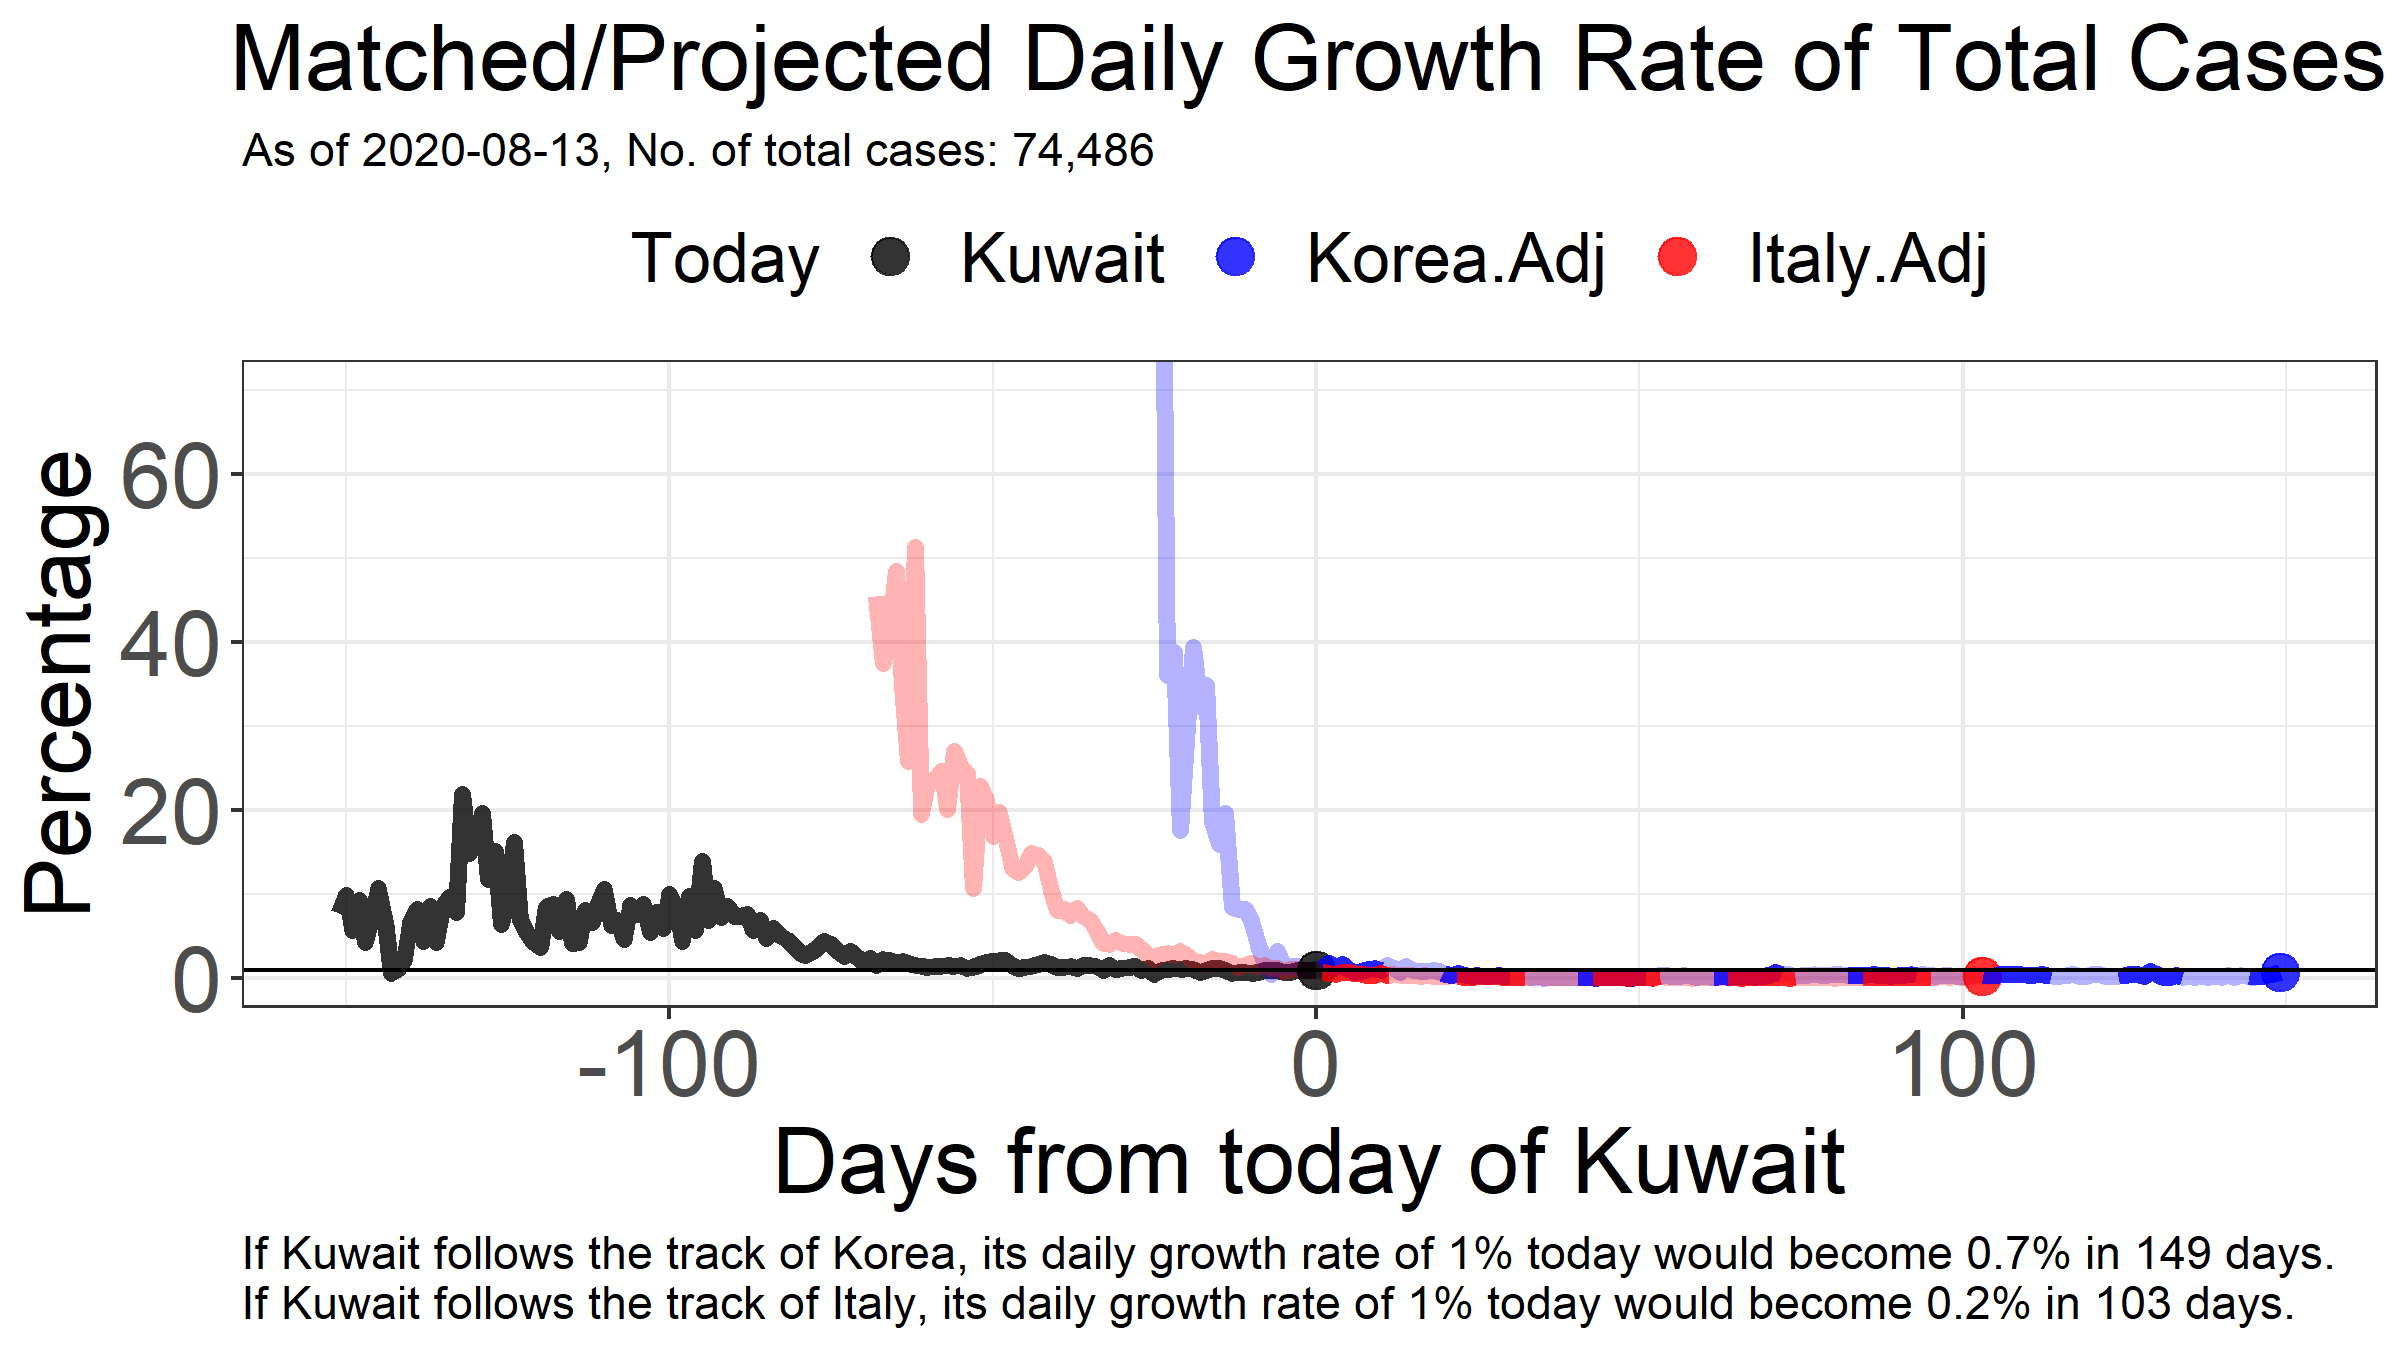 Matched/Projected Daily Growth Rate of Total Cases
As of 2020-08-13, No. of total cases: 74,486
Today Kuwait Korea.Adj Italy.Adj
Percentage
60
40
20
0
-100 0 100
Days from today of Kuwait
If Kuwait follows the track of Korea, its daily growth rate of 1% today would become 0.7% in 149 days.
If Kuwait follows the track of Italy, its daily growth rate of 1% today would become 0.2% in 103 days.